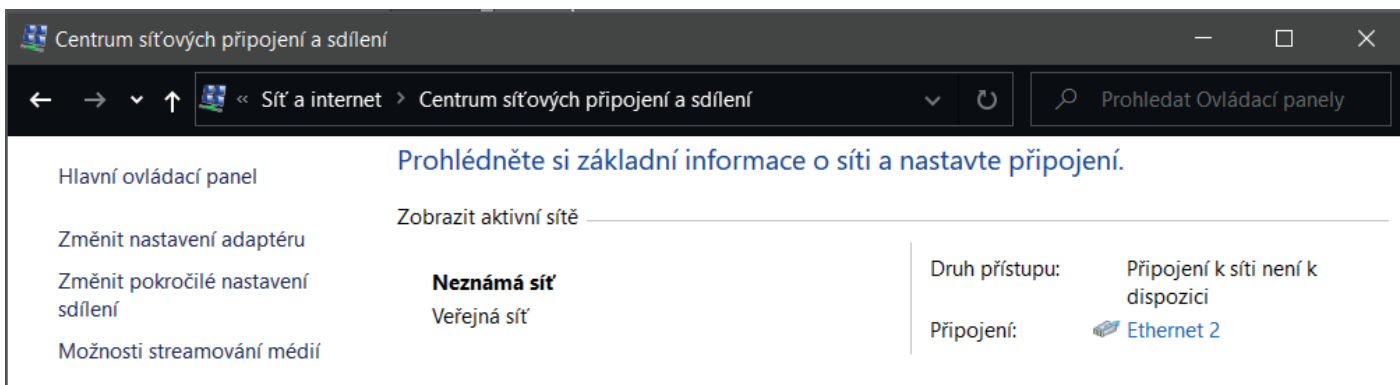 Centrum síťových připojení a sdílení
« Síť a internet > Centrum síťových připojení a sdílení
Prohledat Ovládací panely
Hlavní ovládací panel
Změnit nastavení adaptéru
Změnit pokročilé nastavení
sdílení
Možnosti streamování médií
Prohlédněte si základní informace o síti a nastavte připojení.
Zobrazit aktivní sítě
Neznámá síť
Veřejná síť
Druh přístupu: Připojení k síti není k
dispozici
Připojení: Ethernet 2